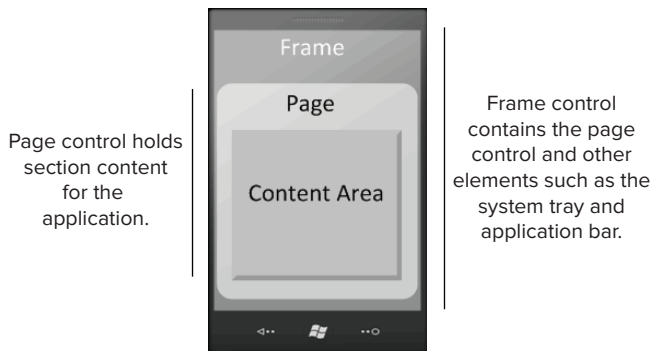 Frame
Page
Content Area
Page control holds
section content
for the
application.
Frame control
contains the page
control and other
elements such as the
system tray and
application bar.